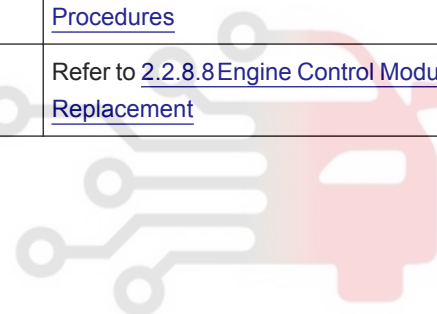 Procedures
Refer to 2.2.8.8 Engine Control Modu
Replacement